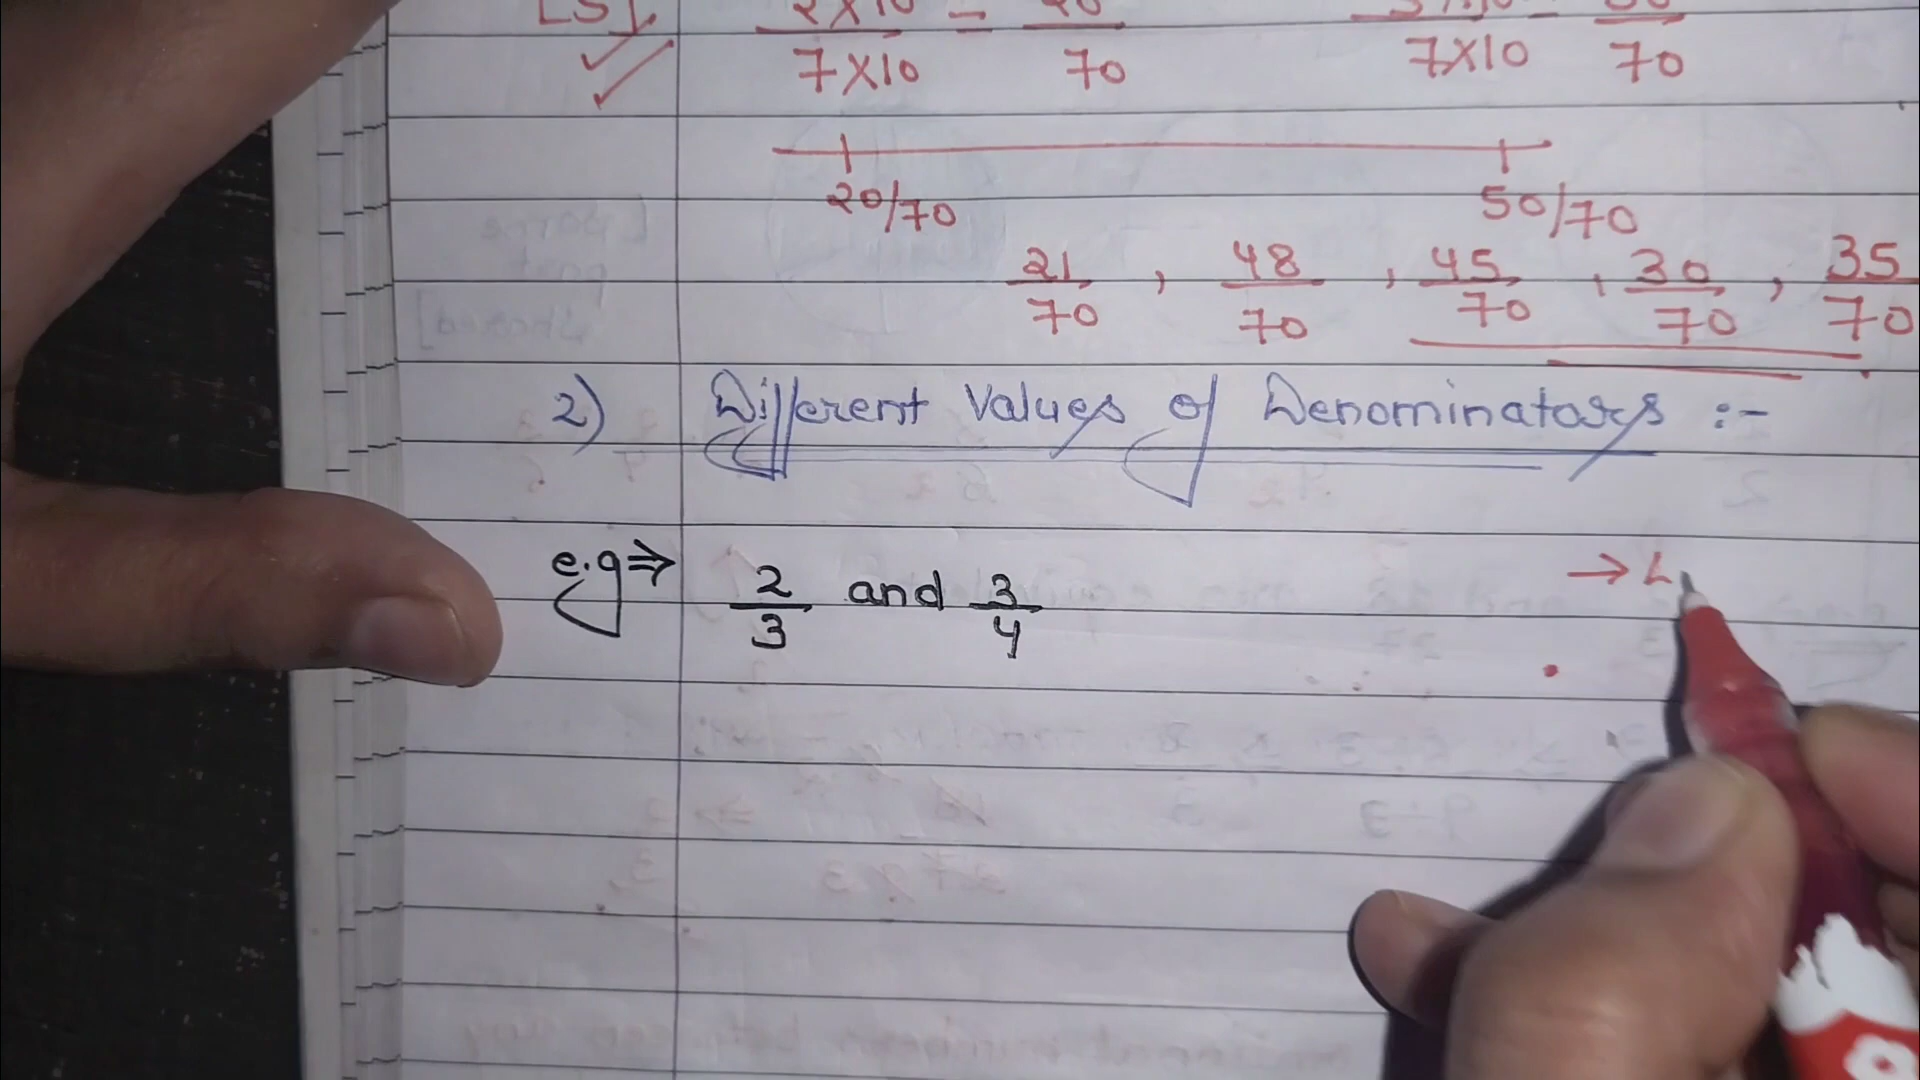 7×10 70 7×10 70
20/70 50/70
21/70 , 48/70 , 45/70 , 30/70 , 35/70
2) Different Values of Denominators :-
e.g ⇒ 2/3 and 3/4 → L